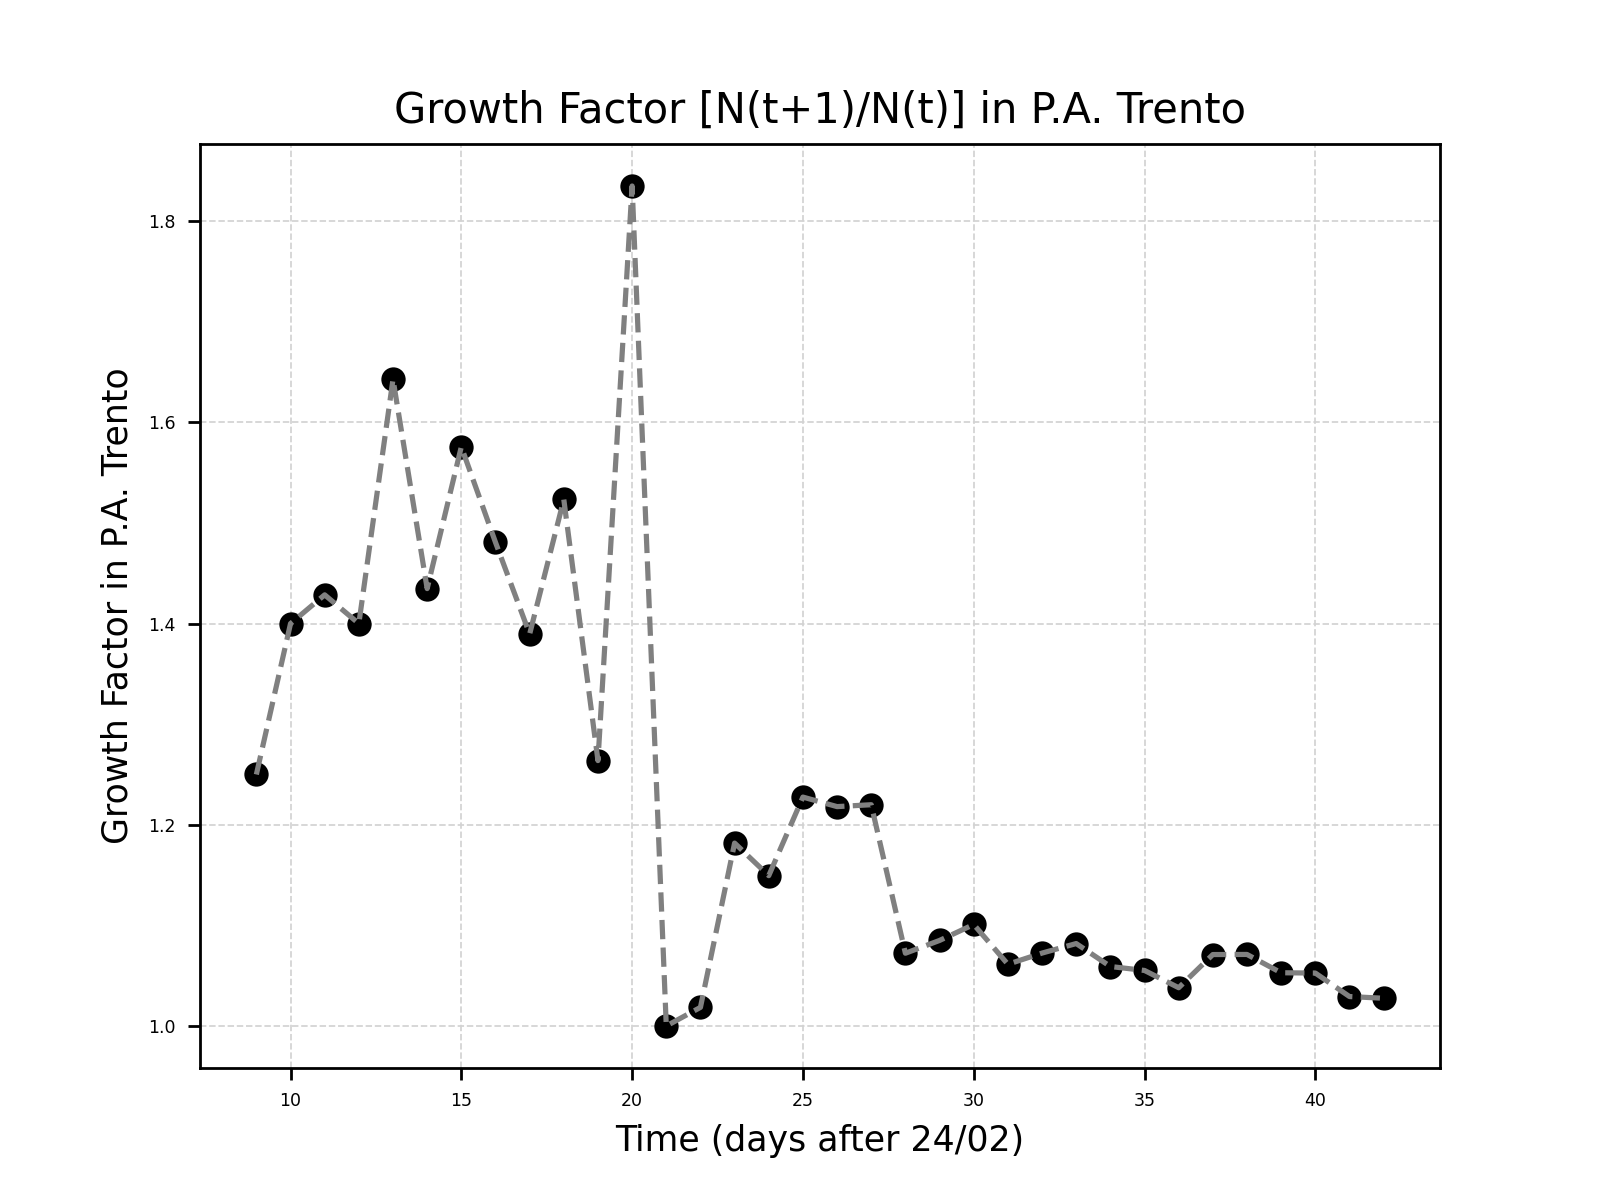 Growth Factor [N(t+1)/N(t)] in P.A. Trento
Growth Factor in P.A. Trento
1.8
1.6
1.4
1.2
1.0
10 15 20 25 30 35 40
Time (days after 24/02)